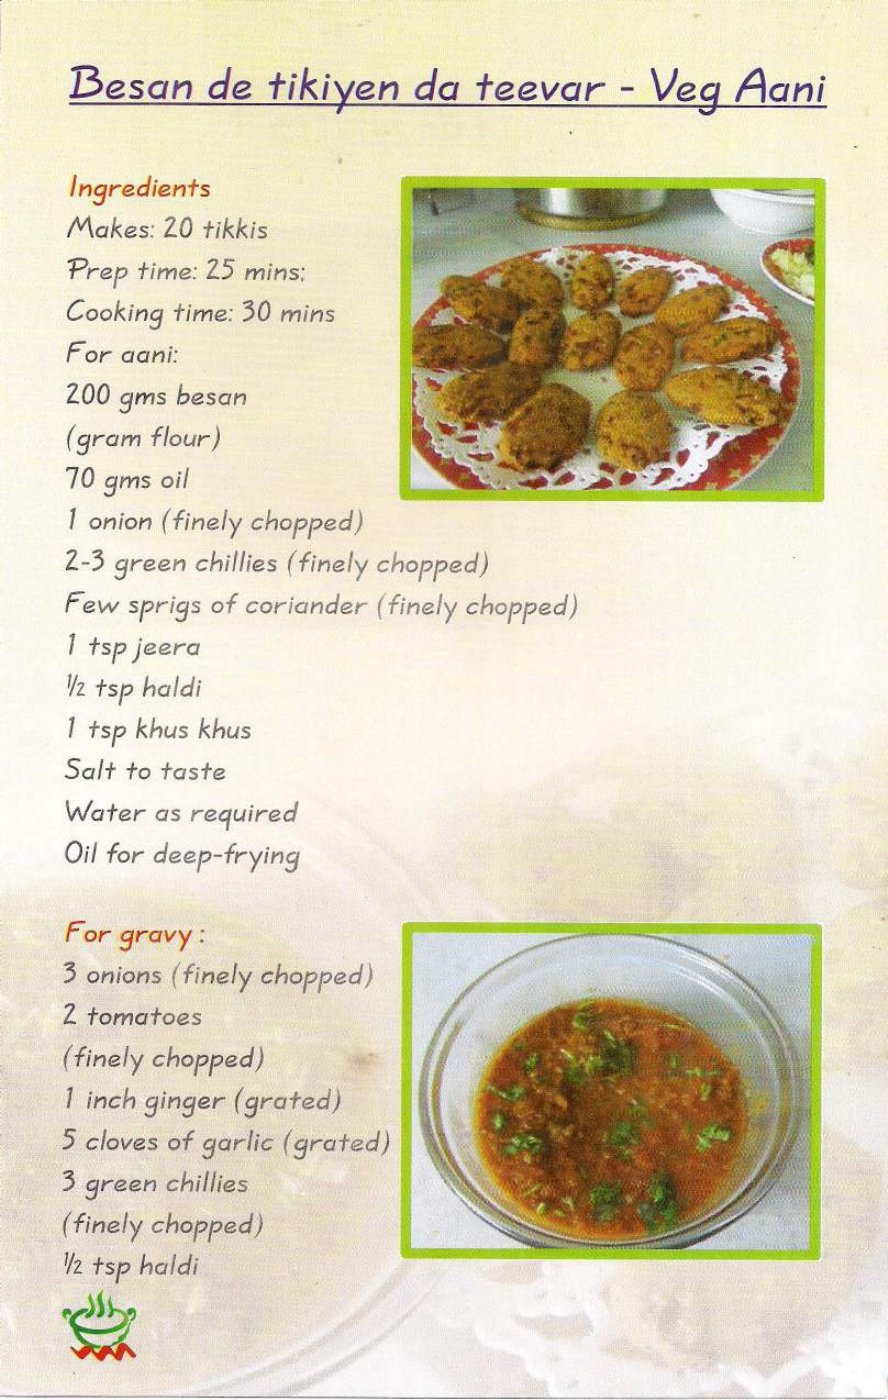 Besan de tikiyen da teevar - Veg Aani
Ingredients
Makes: 20 tikkis
Prep time: 25 mins;
Cooking time: 30 mins
For aani:
200 gms besan
(gram flour)
70 gms oil
1 onion (finely chopped)
2-3 green chillies (finely chopped)
Few sprigs of coriander (finely chopped)
1 tsp jeera
½ tsp haldi
1 tsp khus khus
Salt to taste
Water as required
Oil for deep-frying
For gravy :
3 onions (finely chopped)
2 tomatoes
(finely chopped)
1 inch ginger (grated)
5 cloves of garlic (grated)
3 green chillies
(finely chopped)
½ tsp haldi